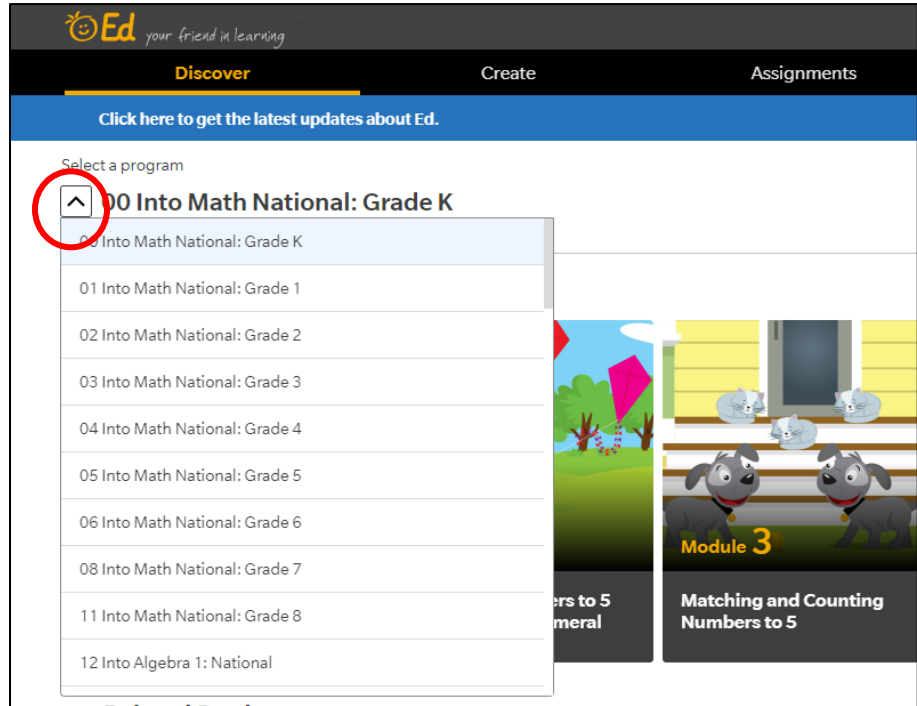 Ed your friend in learning
Discover Create Assignments
Click here to get the latest updates about Ed.
Select a program
00 Into Math National: Grade K
00 Into Math National: Grade K
01 Into Math National: Grade 1
02 Into Math National: Grade 2
03 Into Math National: Grade 3
04 Into Math National: Grade 4
05 Into Math National: Grade 5
06 Into Math National: Grade 6
08 Into Math National: Grade 7
11 Into Math National: Grade 8
12 Into Algebra 1: National
ers to 5
meral
Module 3
Matching and Counting
Numbers to 5